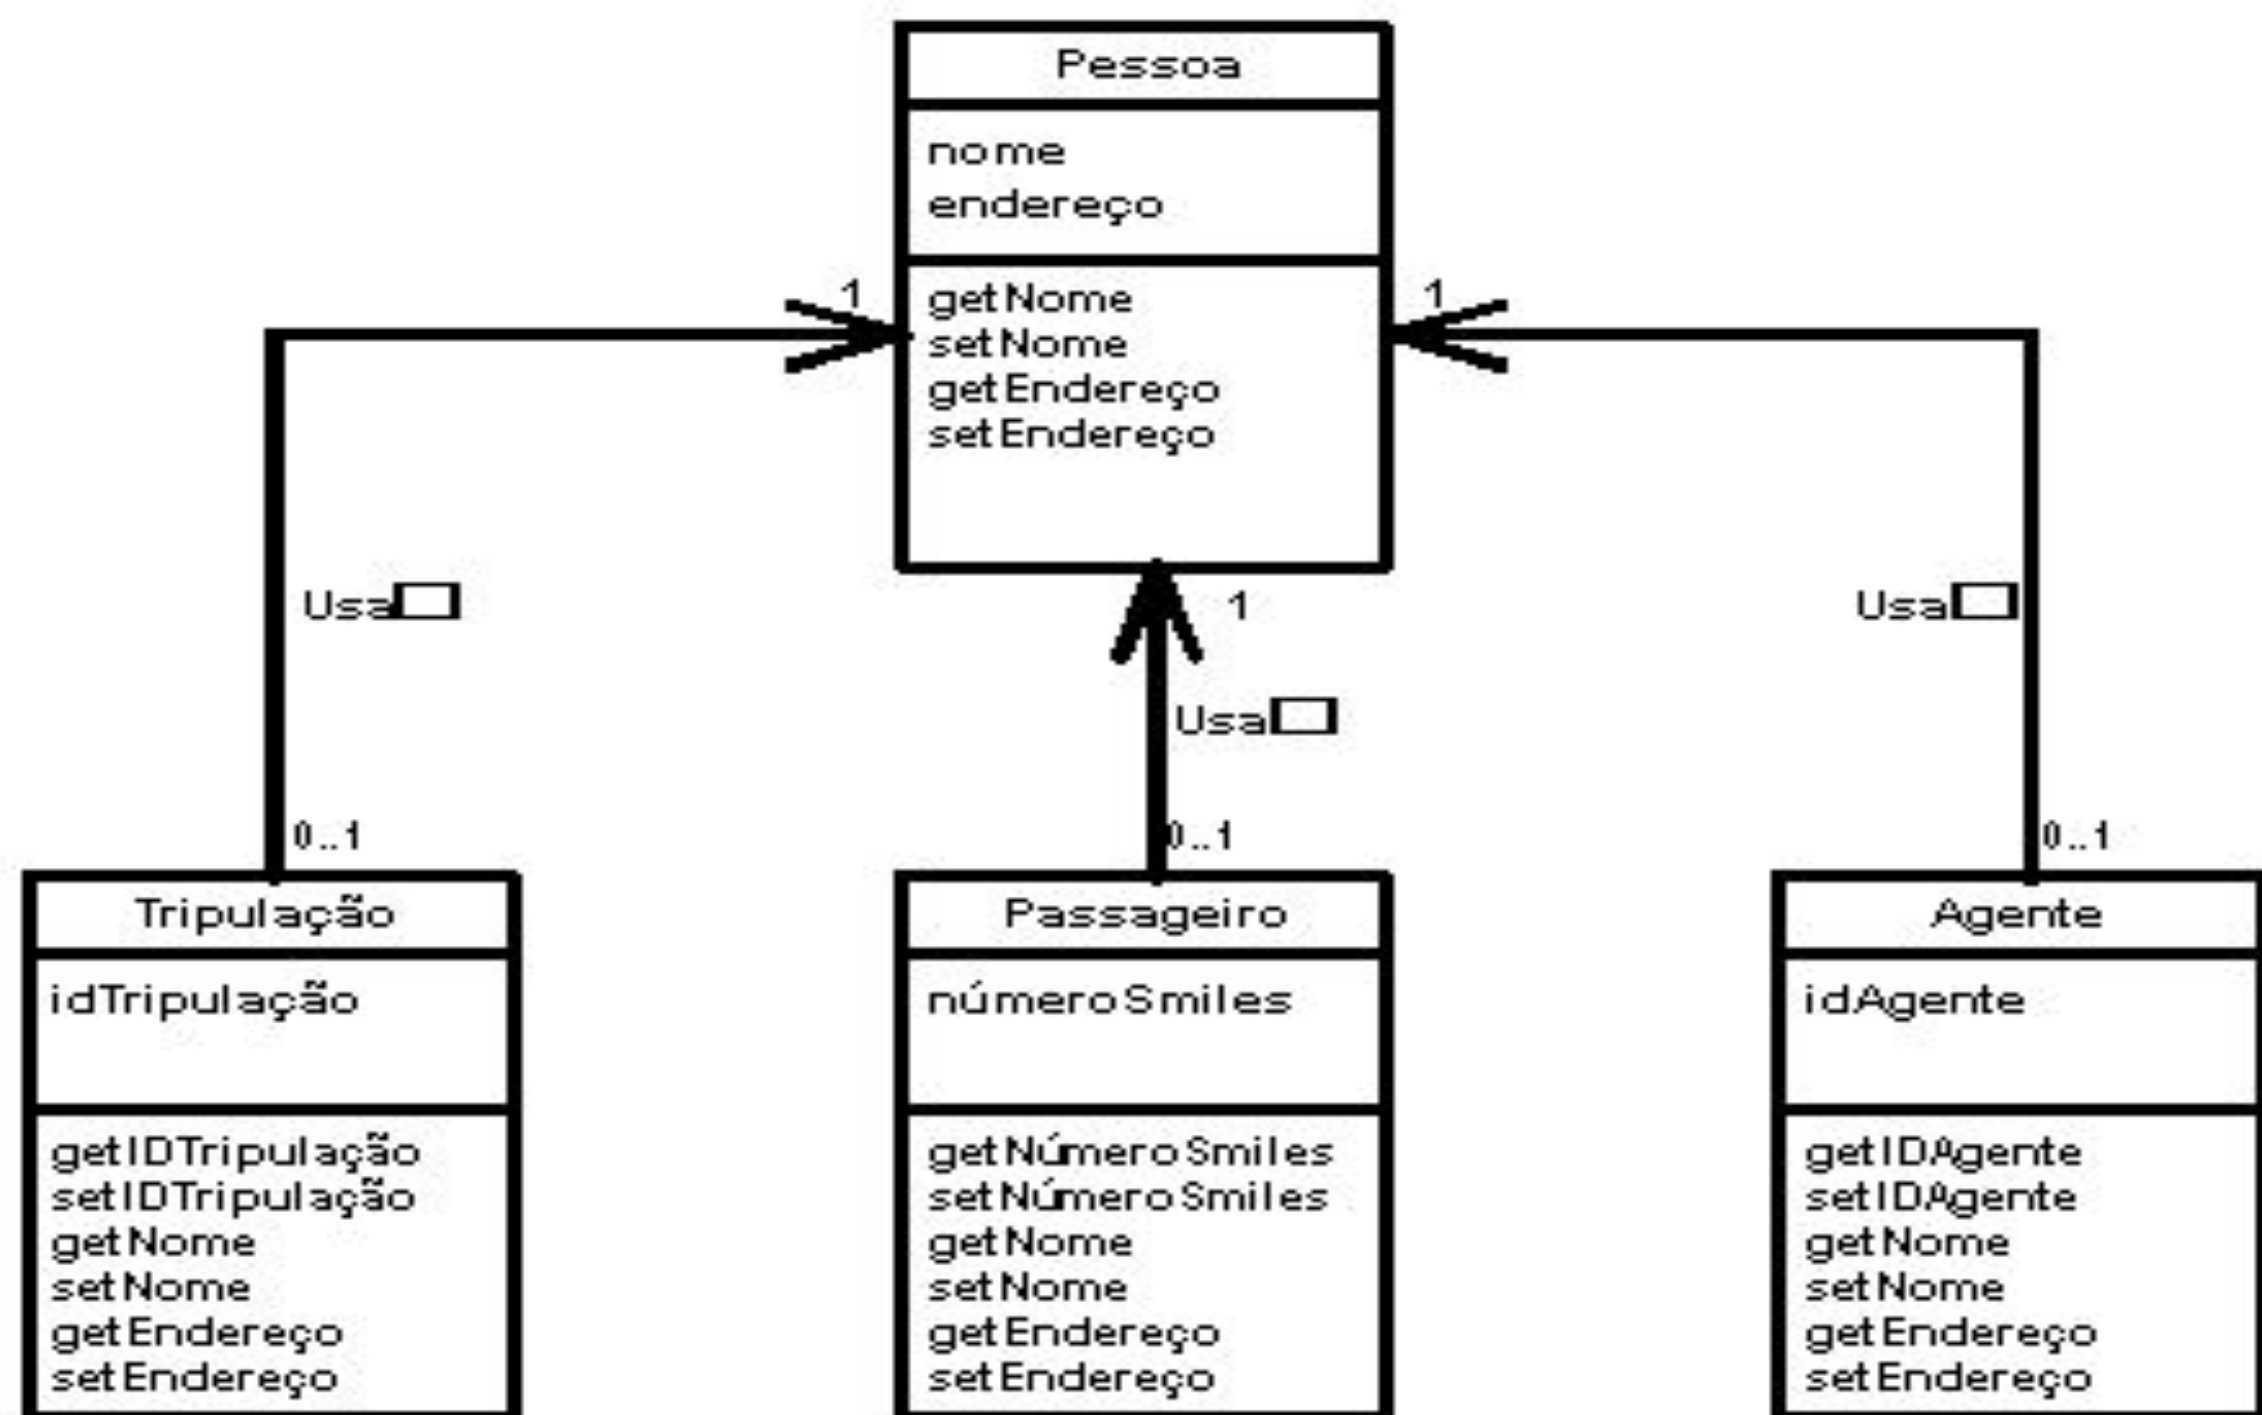 Pessoa
nome
endereço
getNome
setNome
getEndereço
setEndereço
1
1
1
Usa
Usa
Usa
0..1
0..1
0..1
Tripulação
idTripulação
getIDTripulação
setIDTripulação
getNome
setNome
getEndereço
setEndereço
Passageiro
númeroSmiles
getNúmeroSmiles
setNúmeroSmiles
getNome
setNome
getEndereço
setEndereço
Agente
idAgente
getIDAgente
setIDAgente
getNome
setNome
getEndereço
setEndereço